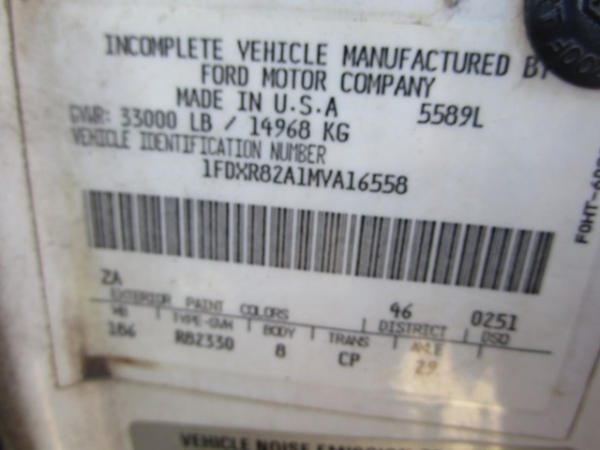 INCOMPLETE VEHICLE MANUFACTURED BY
FORD MOTOR COMPANY
MADE IN U.S.A 5589L
GVWR: 33000 LB / 14968 KG
VEHICLE IDENTIFICATION NUMBER
1FDXR82A1MVA16558
ZA 46 0251
EXTERIOR PAINT COLORS DISTRICT DSO
WB TYPE-GVW BODY TRANS AXLE
186 R82330 8 CP 29
VEHICLE NOISE